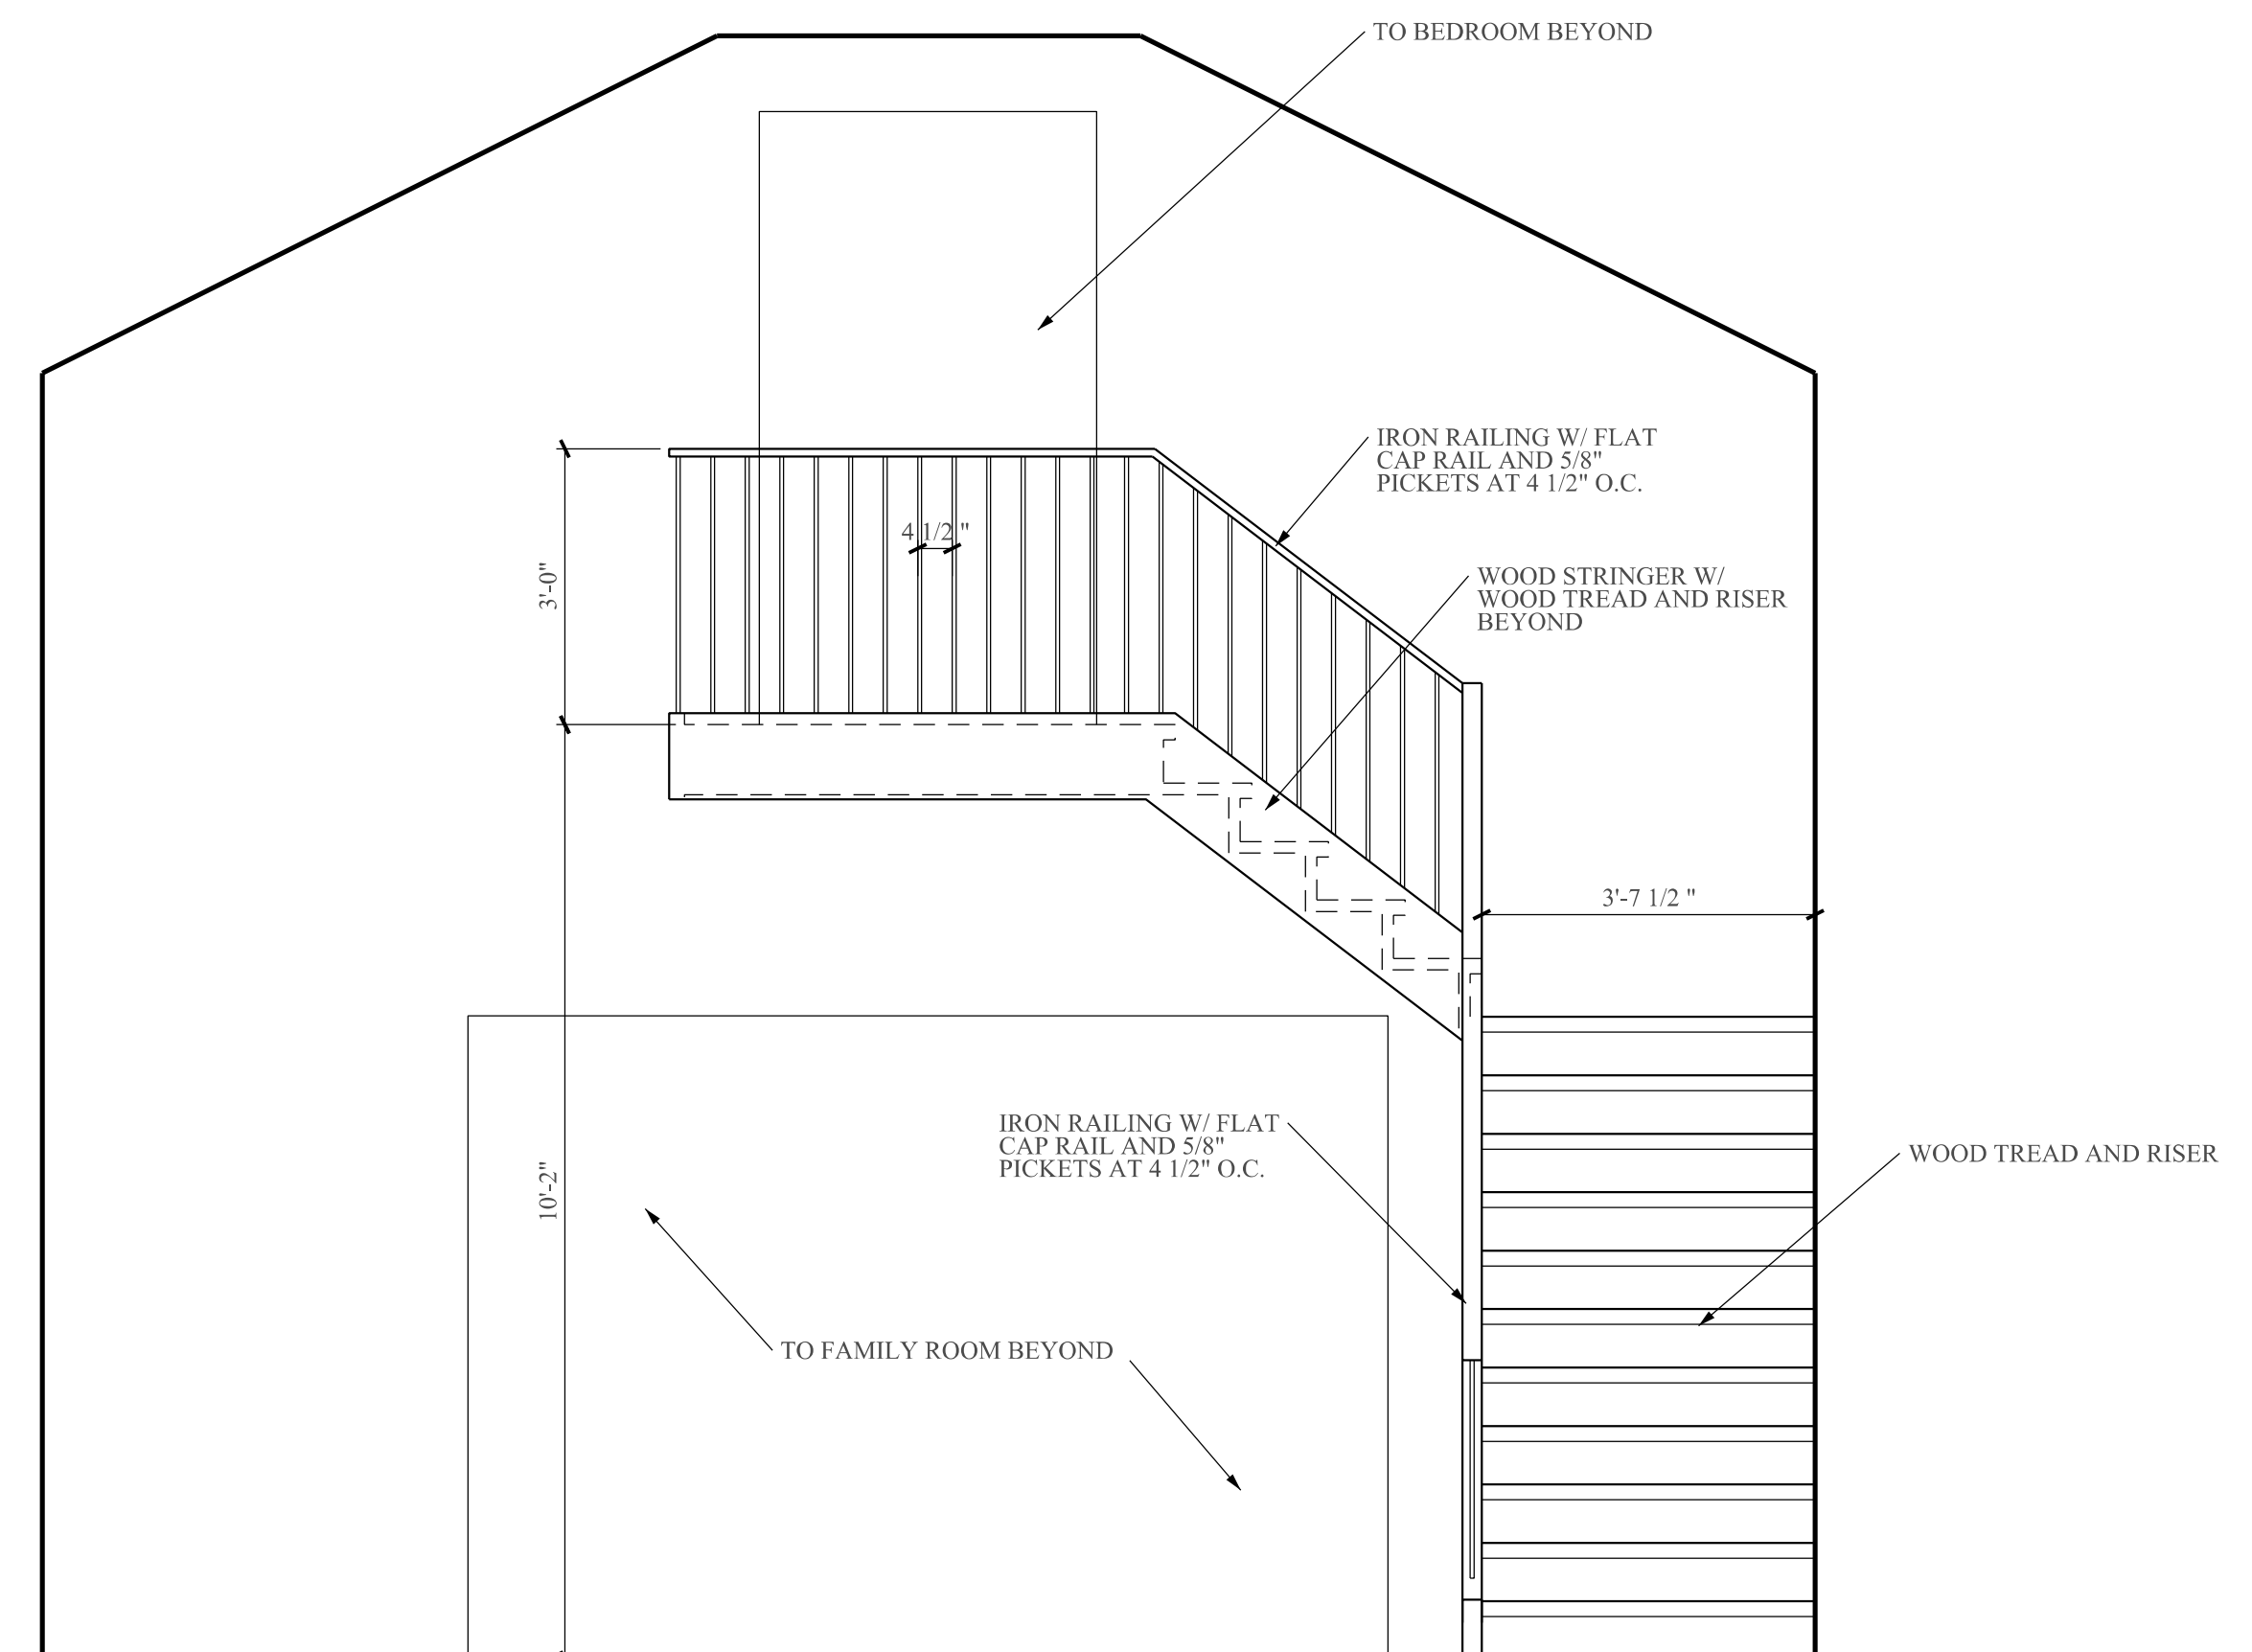 TO BEDROOM BEYOND
IRON RAILING W/ FLAT
CAP RAIL AND 5/8"
PICKETS AT 4 1/2" O.C.
4 1/2 "
3'-0"
WOOD STRINGER W/
WOOD TREAD AND RISER
BEYOND
3'-7 1/2 "
IRON RAILING W/ FLAT
CAP RAIL AND 5/8"
PICKETS AT 4 1/2" O.C.
WOOD TREAD AND RISER
10'-2"
TO FAMILY ROOM BEYOND